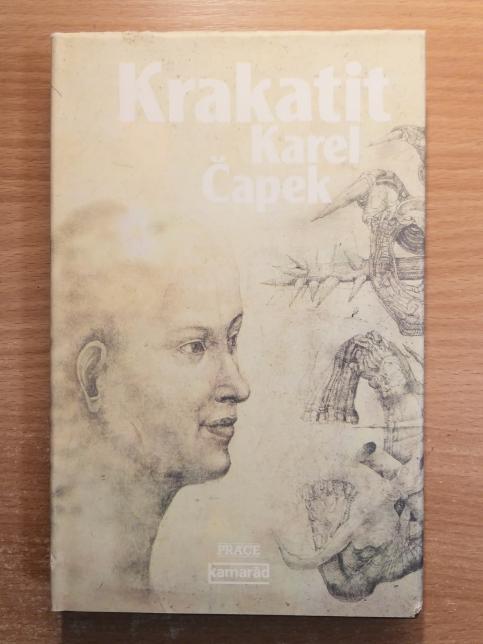 Krakatit
Karel
Čapek
PRÁCE
kamarád